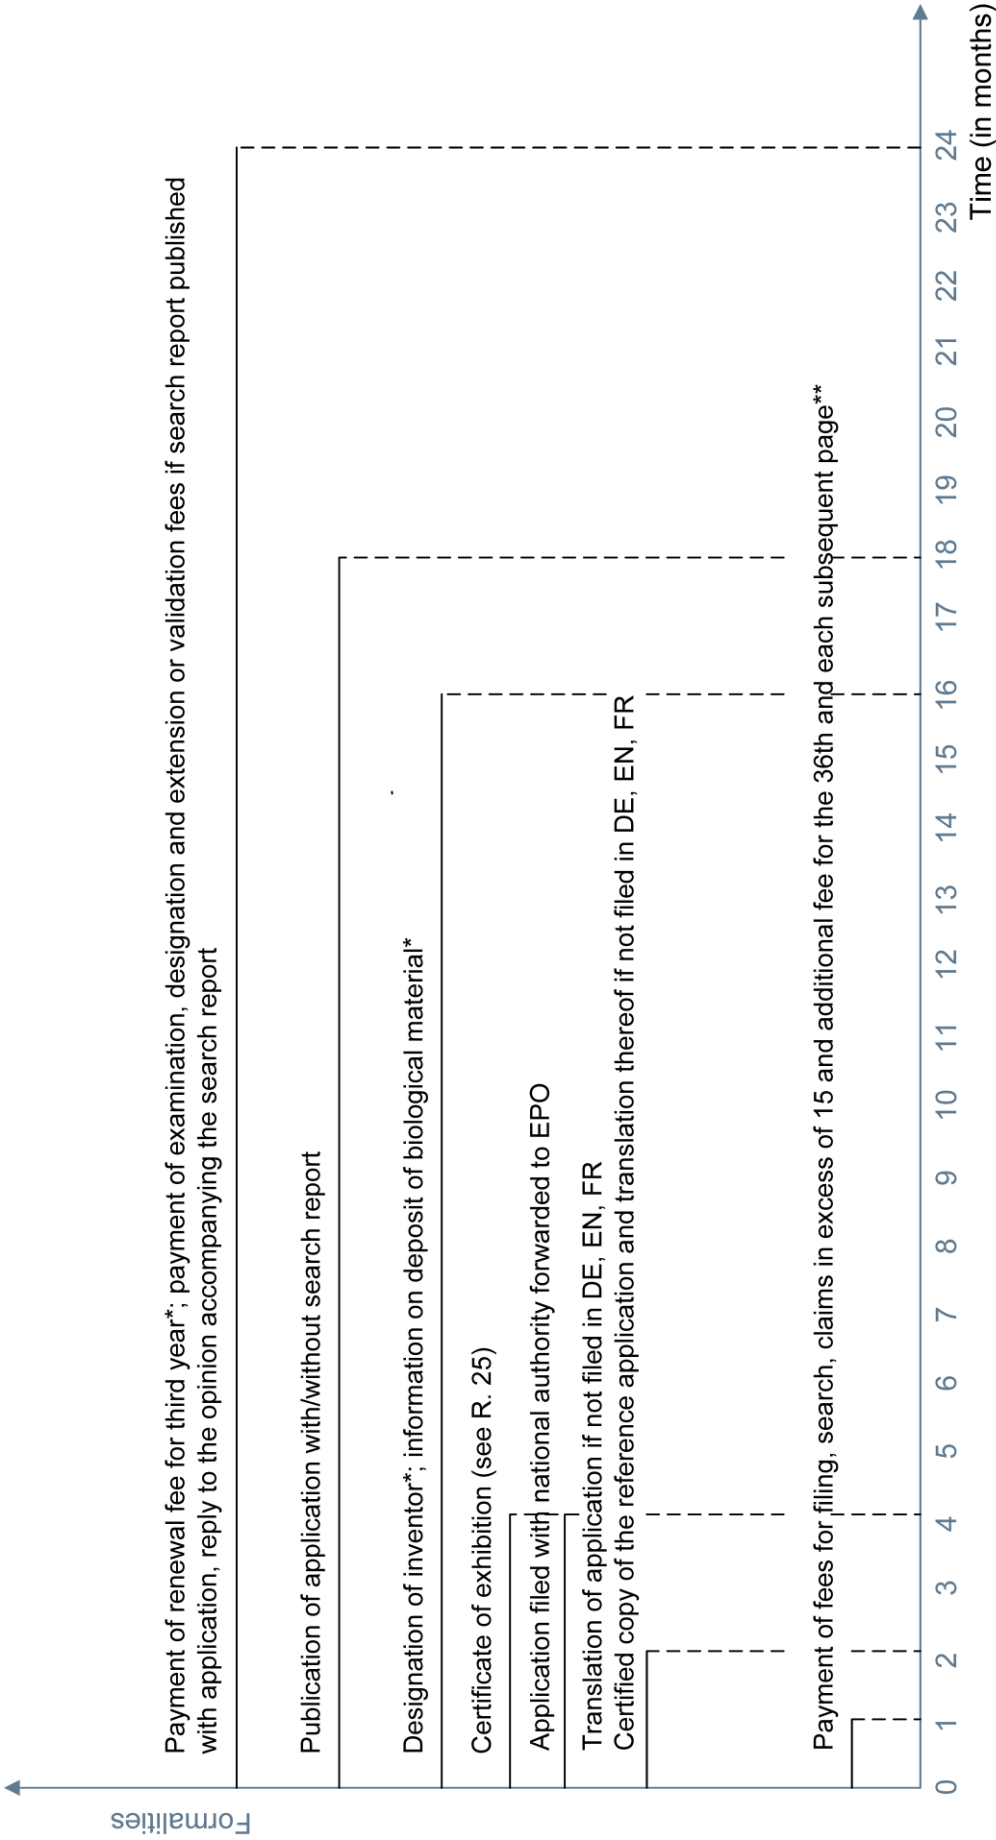 Formalities
Payment of renewal fee for third year*; payment of examination, designation and extension or validation fees if search report published
with application, reply to the opinion accompanying the search report
Publication of application with/without search report
Designation of inventor*; information on deposit of biological material*
Certificate of exhibition (see R. 25)
Application filed with national authority forwarded to EPO
Translation of application if not filed in DE, EN, FR
Certified copy of the reference application and translation thereof if not filed in DE, EN, FR
Payment of fees for filing, search, claims in excess of 15 and additional fee for the 36th and each subsequent page**
0 1 2 3 4 5 6 7 8 9 10 11 12 13 14 15 16 17 18 19 20 21 22 23 24
Time (in months)